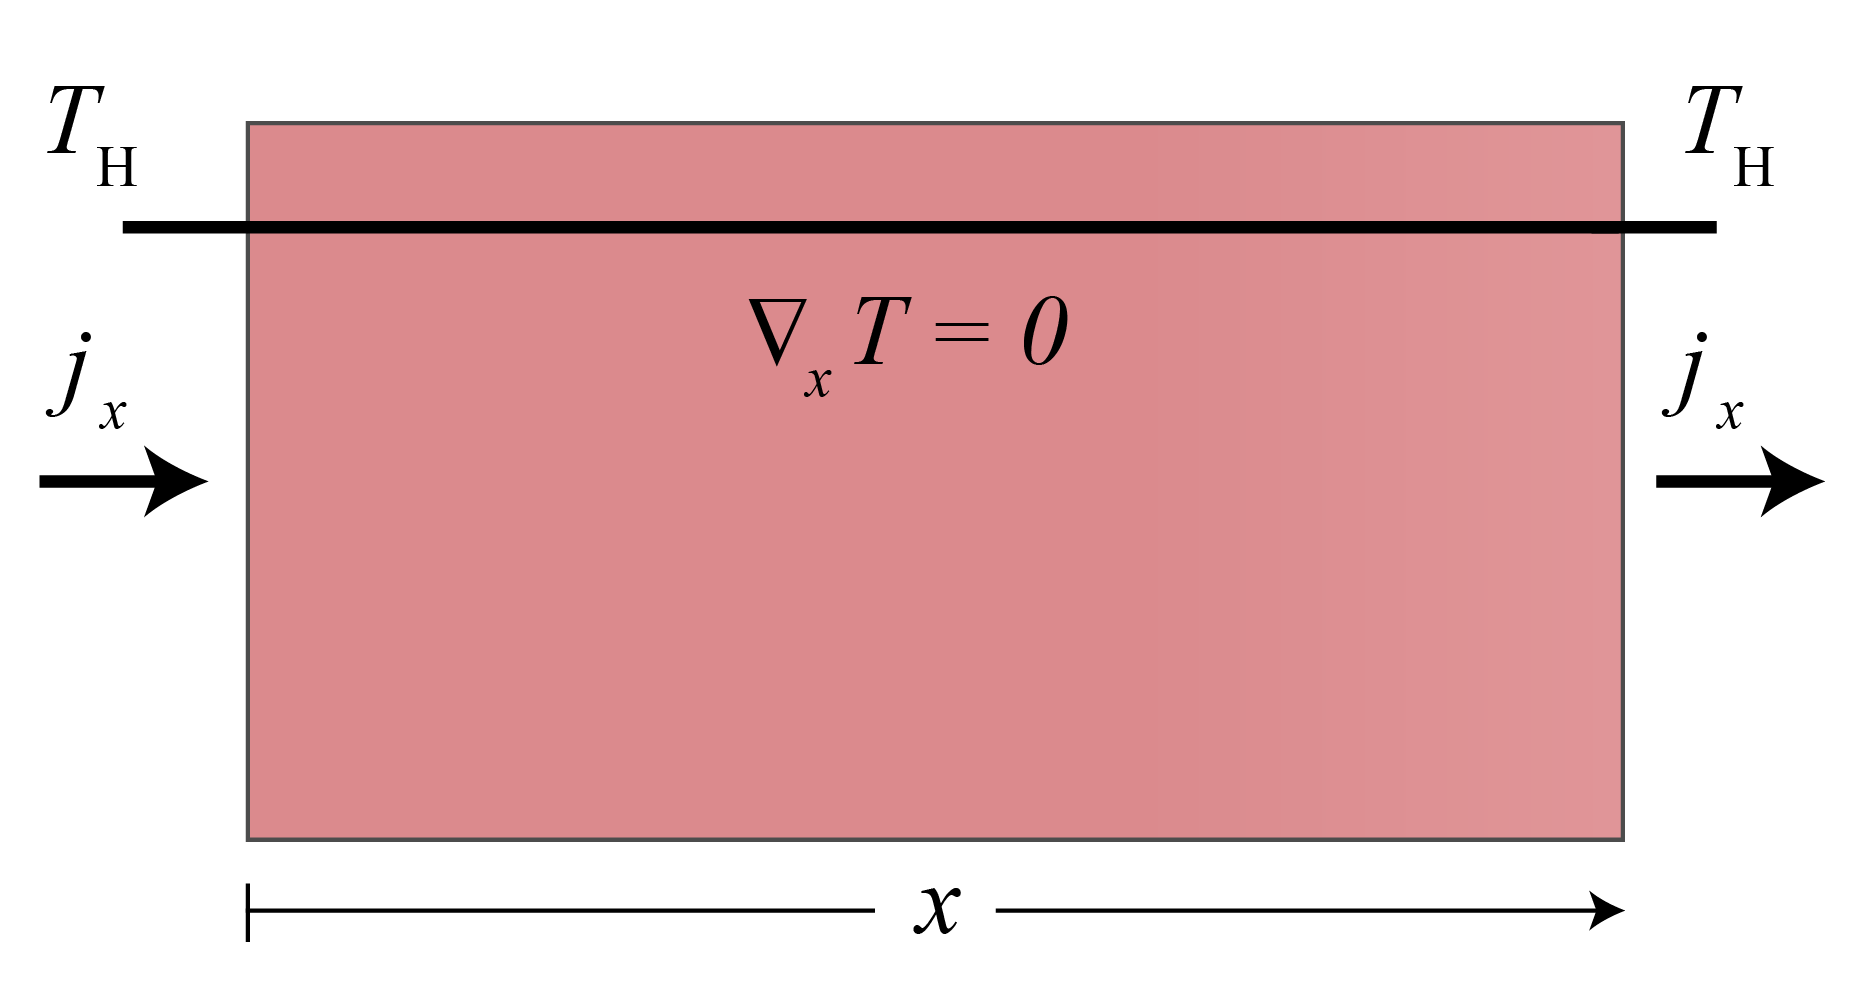 T_H T_H
∇_x T = 0
j_x j_x
x